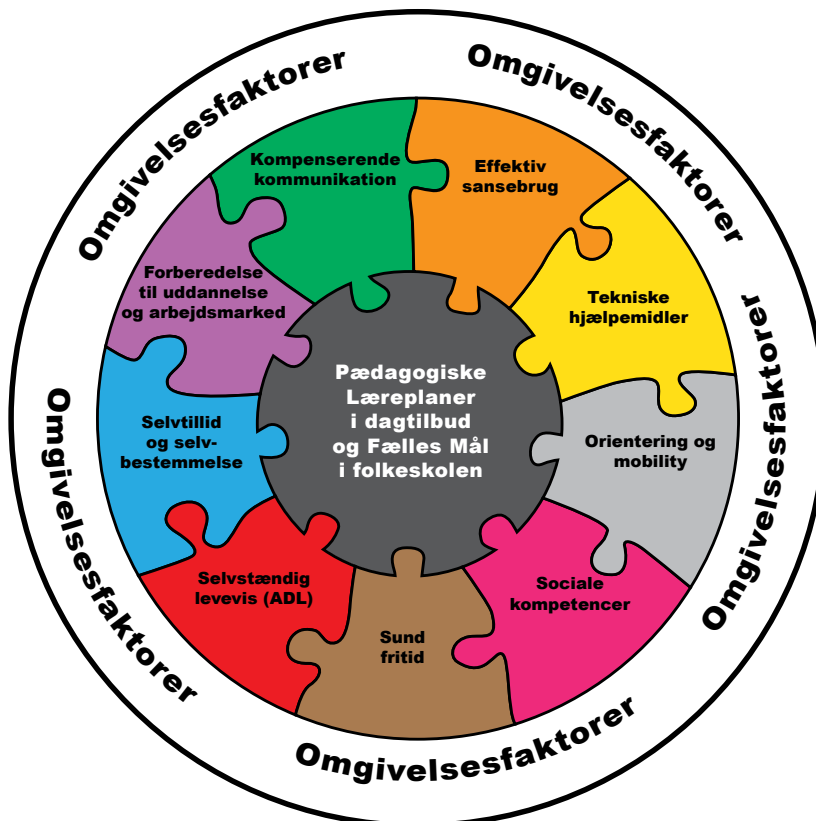 Omgivelsesfaktorer
Omgivelsesfaktorer
Omgivelsesfaktorer
Omgivelsesfaktorer
Omgivelsesfaktorer
Kompenserende
kommunikation
Effektiv
sansebrug
Tekniske
hjælpemidler
Orientering og
mobility
Sociale
kompetencer
Sund
fritid
Selvstændig
levevis (ADL)
Selvtillid
og selv-
bestemmelse
Forberedelse
til uddannelse
og arbejdsmarked
Pædagogiske
Læreplaner
i dagtilbud
og Fælles Mål
i folkeskolen